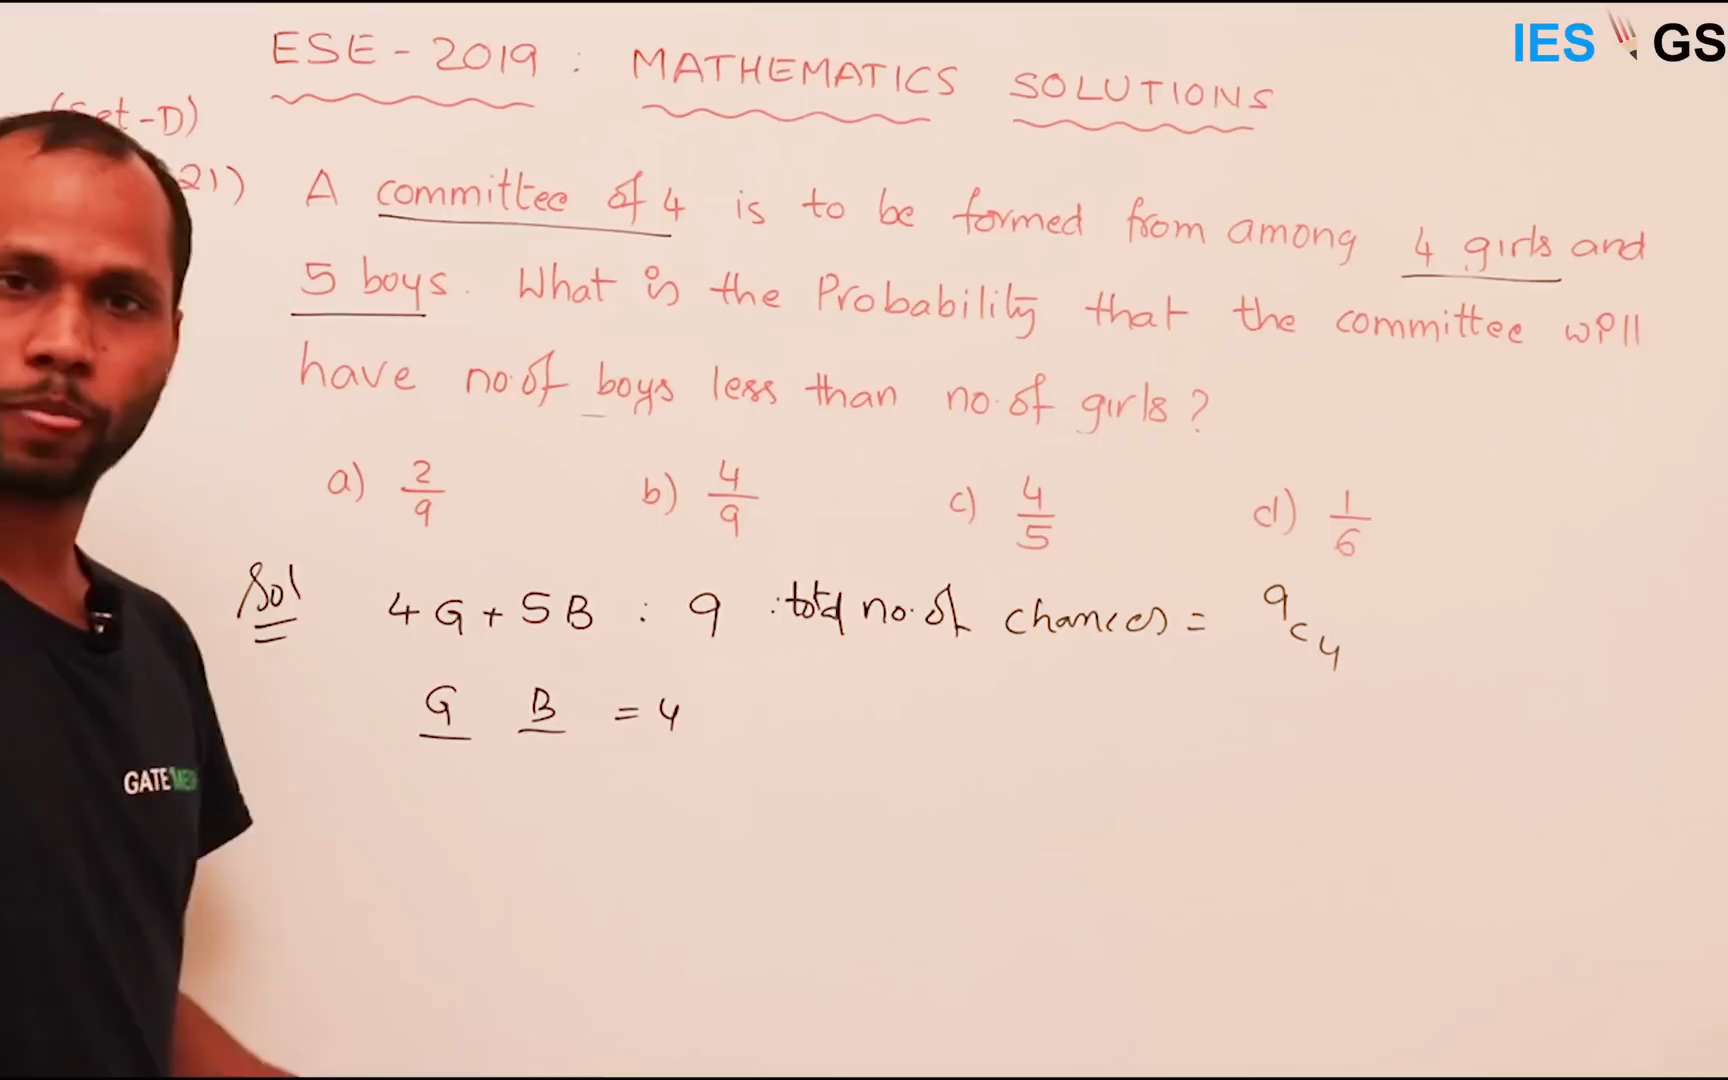 IES GS
ESE - 2019 : MATHEMATICS SOLUTIONS
(Set-D)
21) A committee of 4 is to be formed from among 4 girls and
5 boys. What is the Probability that the committee will
have no. of boys less than no. of girls?
a) 2/9 b) 4/9 c) 4/5 d) 1/6
Sol 4G + 5B : 9 : total no. of chances = 9C4
G B = 4
GATE